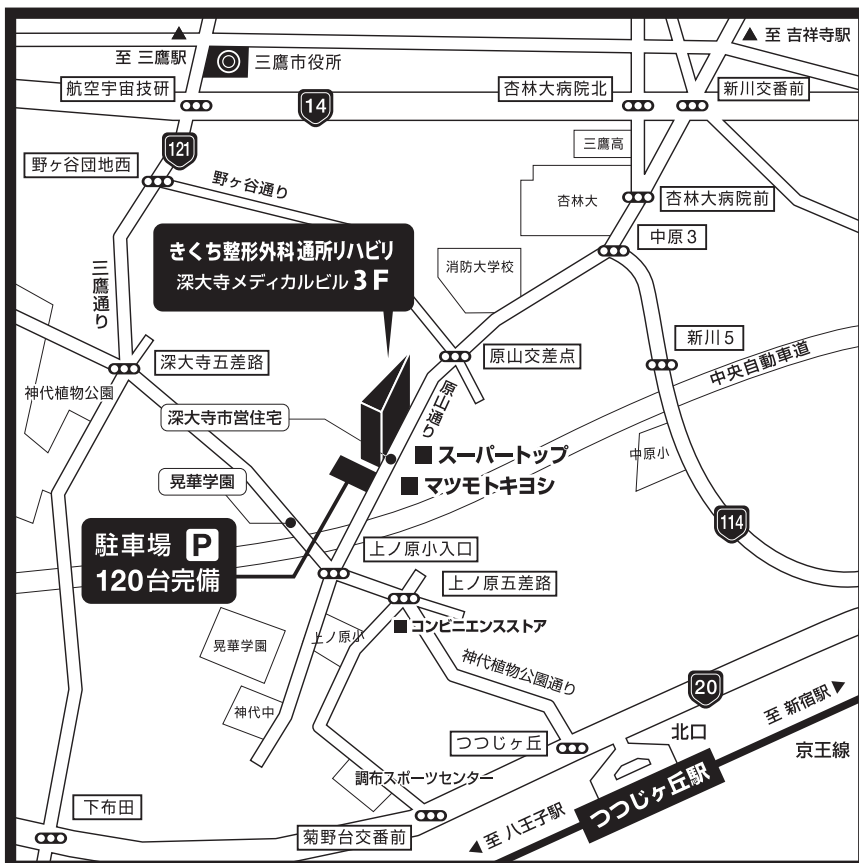 至 三鷹駅
三鷹市役所
至 吉祥寺駅
航空宇宙技研
14
杏林大病院北
新川交番前
121
三鷹高
野ヶ谷団地西
野ヶ谷通り
杏林大
杏林大病院前
中原3
きくち整形外科通所リハビリ
深大寺メディカルビル 3F
消防大学校
三鷹通り
新川5
原山交差点
深大寺五差路
中央自動車道
神代植物公園
原山通り
深大寺市営住宅
スーパートップ
中原小
晃華学園
マツモトキヨシ
114
駐車場 P
120台完備
上ノ原小入口
上ノ原五差路
コンビニエンスストア
上ノ原小
晃華学園
神代植物公園通り
20
神代中
至 新宿駅
北口
つつじヶ丘
京王線
調布スポーツセンター
つつじヶ丘駅
下布田
菊野台交番前
至 八王子駅